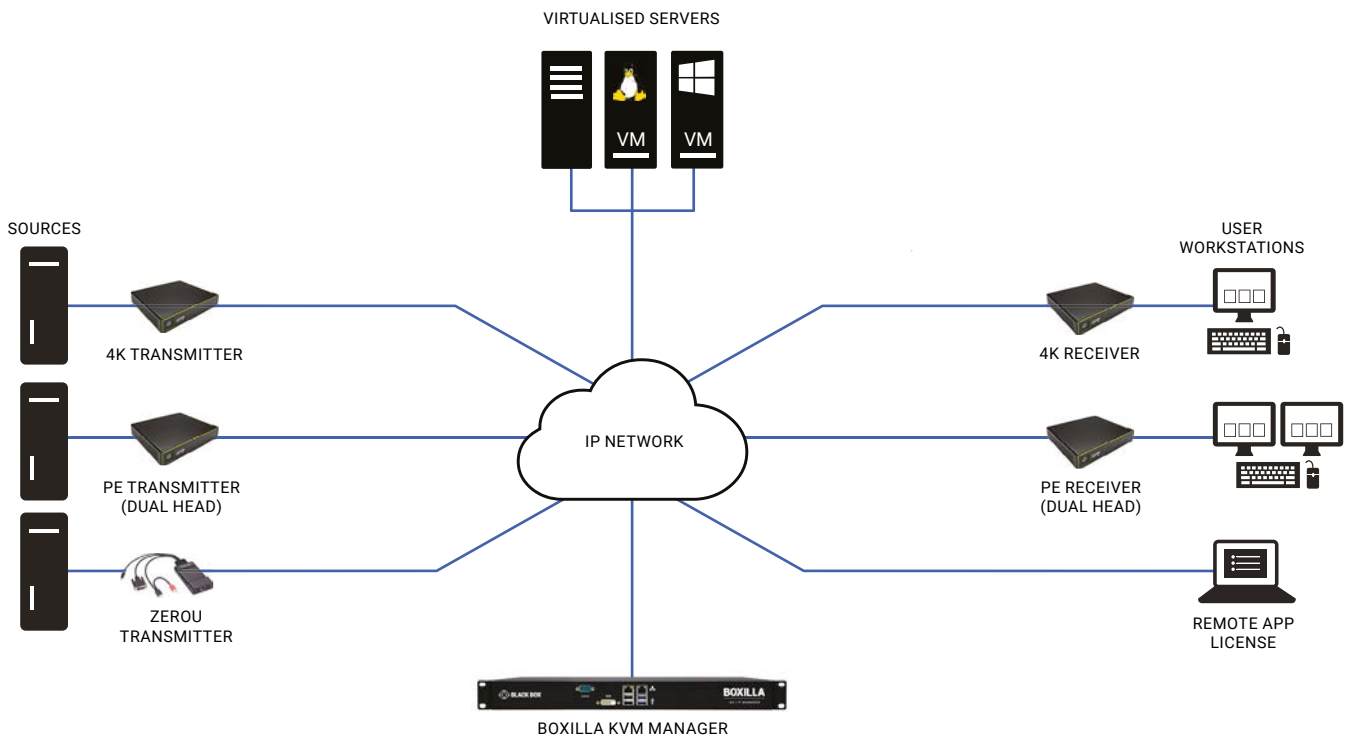 VIRTUALISED SERVERS
VM
VM
SOURCES
USER
WORKSTATIONS
4K TRANSMITTER
4K RECEIVER
IP NETWORK
PE TRANSMITTER
(DUAL HEAD)
PE RECEIVER
(DUAL HEAD)
ZEROU
TRANSMITTER
REMOTE APP
LICENSE
BLACK BOX
BOXILLA
BOXILLA KVM MANAGER